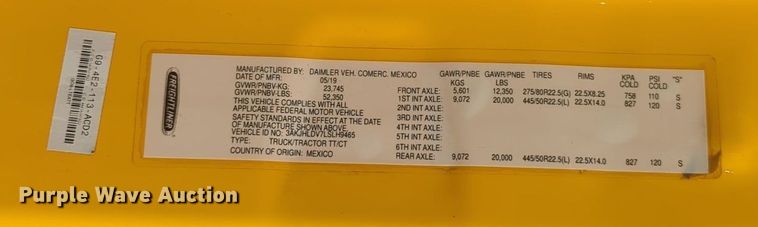 69-4E2-113-ACD2
FREIGHTLINER
MANUFACTURED BY: DAIMLER VEH. COMERC. MEXICO
DATE OF MFR: 05/19
GVWR/PNBV-KG: 23,745
GVWR/PNBV-LBS: 52,350
THIS VEHICLE COMPLIES WITH ALL
APPLICABLE FEDERAL MOTOR VEHICLE
SAFETY STANDARDS IN EFFECT AT THE DATE
OF MANUFACTURE SHOWN ABOVE.
VEHICLE ID NO: 3AKJHLDV7LSLH9465
TYPE: TRUCK/TRACTOR TT/CT
COUNTRY OF ORIGIN: MEXICO
GAWR/PNBE KGS GAWR/PNBE LBS TIRES RIMS KPA COLD PSI COLD "S"
FRONT AXLE: 5,601 12,350 275/80R22.5(G) 22.5X8.25 758 110 S
1ST INT AXLE: 9,072 20,000 445/50R22.5(L) 22.5X14.0 827 120 S
2ND INT AXLE:
3RD INT AXLE:
4TH INT AXLE:
5TH INT AXLE:
6TH INT AXLE:
REAR AXLE: 9,072 20,000 445/50R22.5(L) 22.5X14.0 827 120 S
Purple Wave Auction